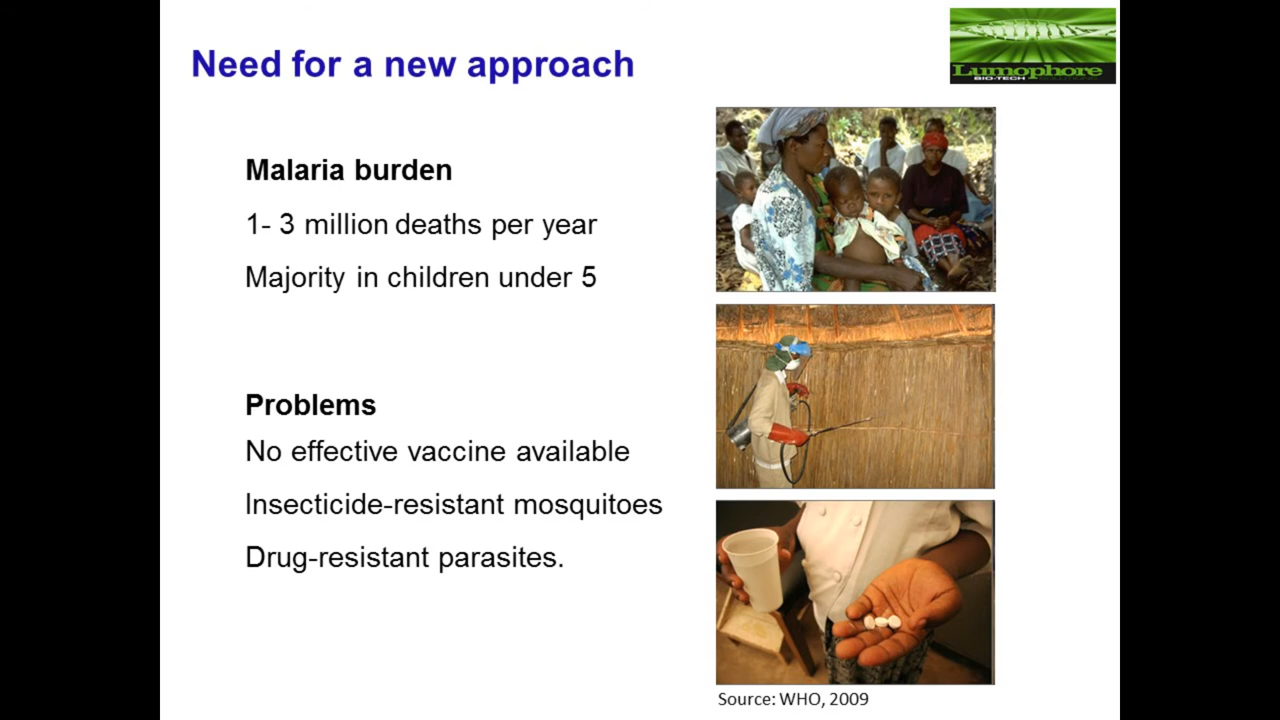 Need for a new approach
Lumophore
BIO-TECH SOLUTIONS
Malaria burden
1- 3 million deaths per year
Majority in children under 5
Problems
No effective vaccine available
Insecticide-resistant mosquitoes
Drug-resistant parasites.
Source: WHO, 2009